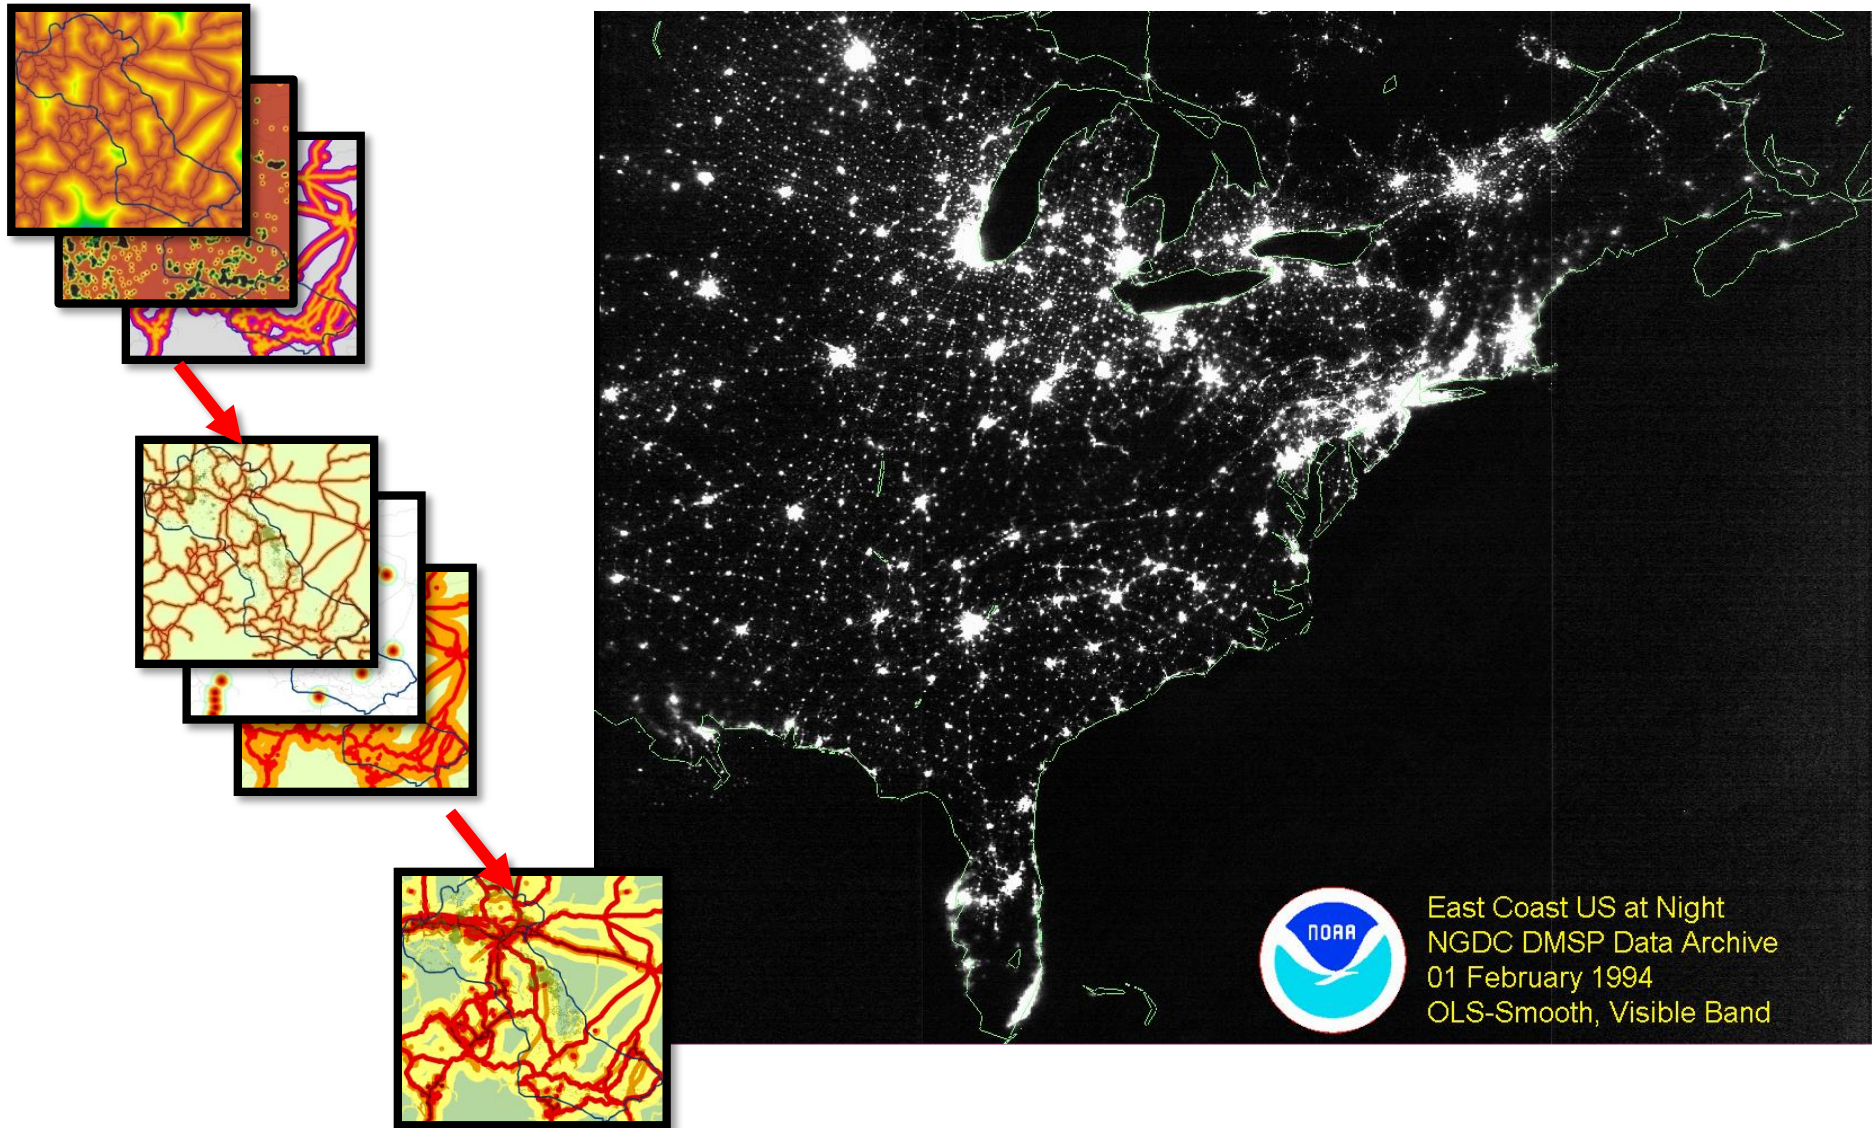 NOAA
East Coast US at Night
NGDC DMSP Data Archive
01 February 1994
OLS-Smooth, Visible Band